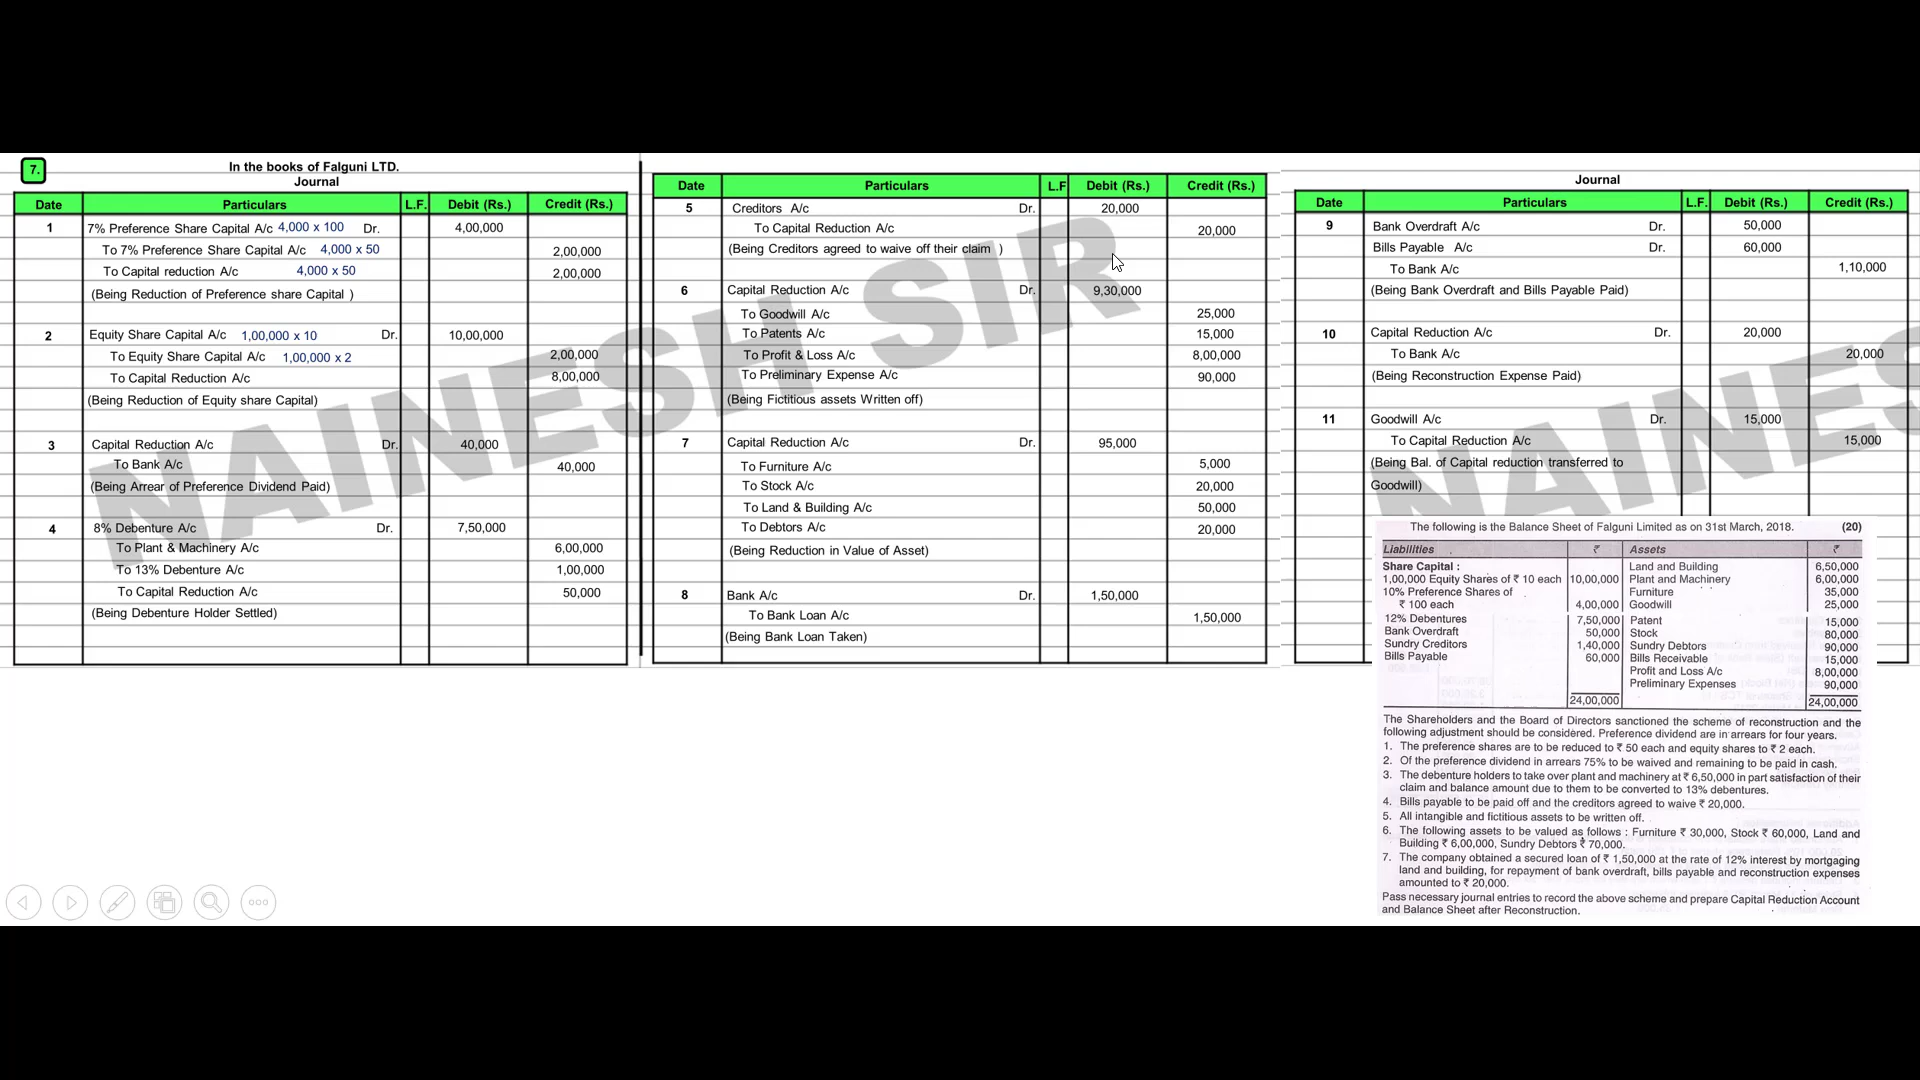 7.
In the books of Falguni LTD.
Journal
Date Particulars L.F. Debit (Rs.) Credit (Rs.)
1 7% Preference Share Capital A/c 4,000 x 100 Dr. 4,00,000
To 7% Preference Share Capital A/c 4,000 x 50 2,00,000
To Capital reduction A/c 4,000 x 50 2,00,000
(Being Reduction of Preference share Capital )
2 Equity Share Capital A/c 1,00,000 x 10 Dr. 10,00,000
To Equity Share Capital A/c 1,00,000 x 2 2,00,000
To Capital Reduction A/c 8,00,000
(Being Reduction of Equity share Capital)
3 Capital Reduction A/c Dr. 40,000
To Bank A/c 40,000
(Being Arrear of Preference Dividend Paid)
4 8% Debenture A/c Dr. 7,50,000
To Plant & Machinery A/c 6,00,000
To 13% Debenture A/c 1,00,000
To Capital Reduction A/c 50,000
(Being Debenture Holder Settled)
Date Particulars L.F Debit (Rs.) Credit (Rs.)
5 Creditors A/c Dr. 20,000
To Capital Reduction A/c 20,000
(Being Creditors agreed to waive off their claim )
6 Capital Reduction A/c Dr. 9,30,000
To Goodwill A/c 25,000
To Patents A/c 15,000
To Profit & Loss A/c 8,00,000
To Preliminary Expense A/c 90,000
(Being Fictitious assets Written off)
7 Capital Reduction A/c Dr. 95,000
To Furniture A/c 5,000
To Stock A/c 20,000
To Land & Building A/c 50,000
To Debtors A/c 20,000
(Being Reduction in Value of Asset)
8 Bank A/c Dr. 1,50,000
To Bank Loan A/c 1,50,000
(Being Bank Loan Taken)
NAINESH SIR
Journal
Date Particulars L.F. Debit (Rs.) Credit (Rs.)
9 Bank Overdraft A/c Dr. 50,000
Bills Payable A/c Dr. 60,000
To Bank A/c 1,10,000
(Being Bank Overdraft and Bills Payable Paid)
10 Capital Reduction A/c Dr. 20,000
To Bank A/c 20,000
(Being Reconstruction Expense Paid)
11 Goodwill A/c Dr. 15,000
To Capital Reduction A/c 15,000
(Being Bal. of Capital reduction transferred to
Goodwill)
NAINES
The following is the Balance Sheet of Falguni Limited as on 31st March, 2018. (20)
Liabilities ₹ Assets ₹
Share Capital : Land and Building 6,50,000
1,00,000 Equity Shares of ₹ 10 each 10,00,000 Plant and Machinery 6,00,000
10% Preference Shares of Furniture 35,000
₹ 100 each 4,00,000 Goodwill 25,000
12% Debentures 7,50,000 Patent 15,000
Bank Overdraft 50,000 Stock 80,000
Sundry Creditors 1,40,000 Sundry Debtors 90,000
Bills Payable 60,000 Bills Receivable 15,000
Profit and Loss A/c 8,00,000
Preliminary Expenses 90,000
24,00,000 24,00,000
The Shareholders and the Board of Directors sanctioned the scheme of reconstruction and the
following adjustment should be considered. Preference dividend are in arrears for four years.
1. The preference shares are to be reduced to ₹ 50 each and equity shares to ₹ 2 each.
2. Of the preference dividend in arrears 75% to be waived and remaining to be paid in cash.
3. The debenture holders to take over plant and machinery at ₹ 6,50,000 in part satisfaction of their
claim and balance amount due to them to be converted to 13% debentures.
4. Bills payable to be paid off and the creditors agreed to waive ₹ 20,000.
5. All intangible and fictitious assets to be written off.
6. The following assets to be valued as follows : Furniture ₹ 30,000, Stock ₹ 60,000, Land and
Building ₹ 6,00,000, Sundry Debtors ₹ 70,000.
7. The company obtained a secured loan of ₹ 1,50,000 at the rate of 12% interest by mortgaging
land and building, for repayment of bank overdraft, bills payable and reconstruction expenses
amounted to ₹ 20,000.
Pass necessary journal entries to record the above scheme and prepare Capital Reduction Account
and Balance Sheet after Reconstruction.